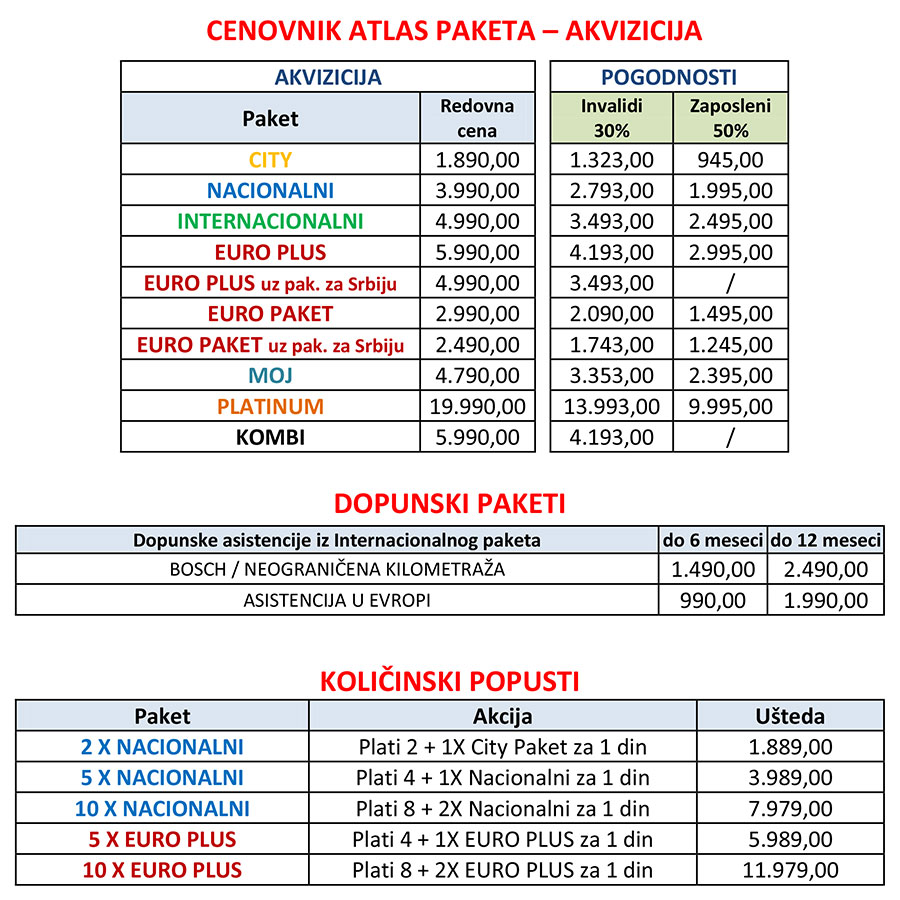 CENOVNIK ATLAS PAKETA – AKVIZICIJA
AKVIZICIJA POGODNOSTI
Paket Redovna cena Invalidi 30% Zaposleni 50%
CITY 1.890,00 1.323,00 945,00
NACIONALNI 3.990,00 2.793,00 1.995,00
INTERNACIONALNI 4.990,00 3.493,00 2.495,00
EURO PLUS 5.990,00 4.193,00 2.995,00
EURO PLUS uz pak. za Srbiju 4.990,00 3.493,00 /
EURO PAKET 2.990,00 2.090,00 1.495,00
EURO PAKET uz pak. za Srbiju 2.490,00 1.743,00 1.245,00
MOJ 4.790,00 3.353,00 2.395,00
PLATINUM 19.990,00 13.993,00 9.995,00
KOMBI 5.990,00 4.193,00 /
DOPUNSKI PAKETI
Dopunske asistencije iz Internacionalnog paketa do 6 meseci do 12 meseci
BOSCH / NEOGRANIČENA KILOMETRAŽA 1.490,00 2.490,00
ASISTENCIJA U EVROPI 990,00 1.990,00
KOLIČINSKI POPUSTI
Paket Akcija Ušteda
2 X NACIONALNI Plati 2 + 1X City Paket za 1 din 1.889,00
5 X NACIONALNI Plati 4 + 1X Nacionalni za 1 din 3.989,00
10 X NACIONALNI Plati 8 + 2X Nacionalni za 1 din 7.979,00
5 X EURO PLUS Plati 4 + 1X EURO PLUS za 1 din 5.989,00
10 X EURO PLUS Plati 8 + 2X EURO PLUS za 1 din 11.979,00